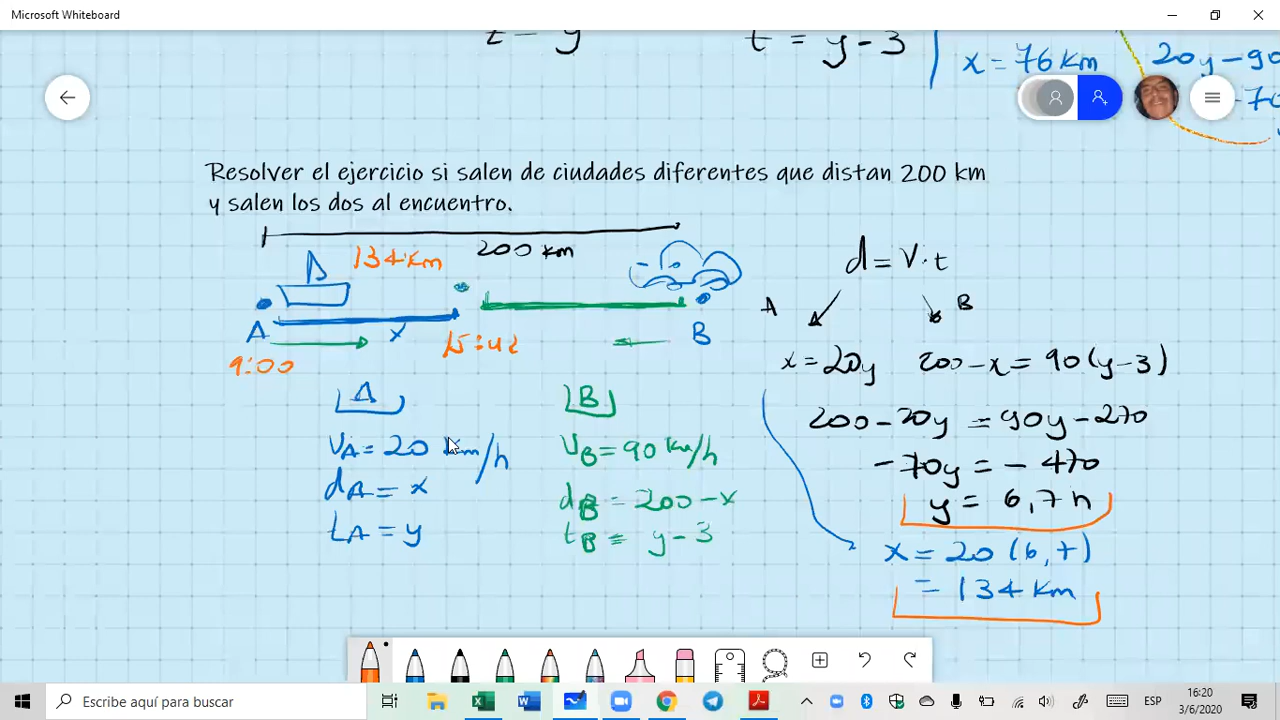 Microsoft Whiteboard
t = y
t = y - 3
x = 76 km
20y - 90
-70
Resolver el ejercicio si salen de ciudades diferentes que distan 200 km
y salen los dos al encuentro.
134 km
200 km
A
x
B
9:00
15:42
d = v · t
A
B
x = 20y
200 - x = 90(y - 3)
200 - 20y = 90y - 270
-70y = -470
y = 6,7 h
x = 20(6,7)
= 134 km
A
VA = 20 km/h
dA = x
tA = y
B
VB = 90 km/h
dB = 200 - x
tB = y - 3
Escribe aquí para buscar
ESP
16:20
3/6/2020